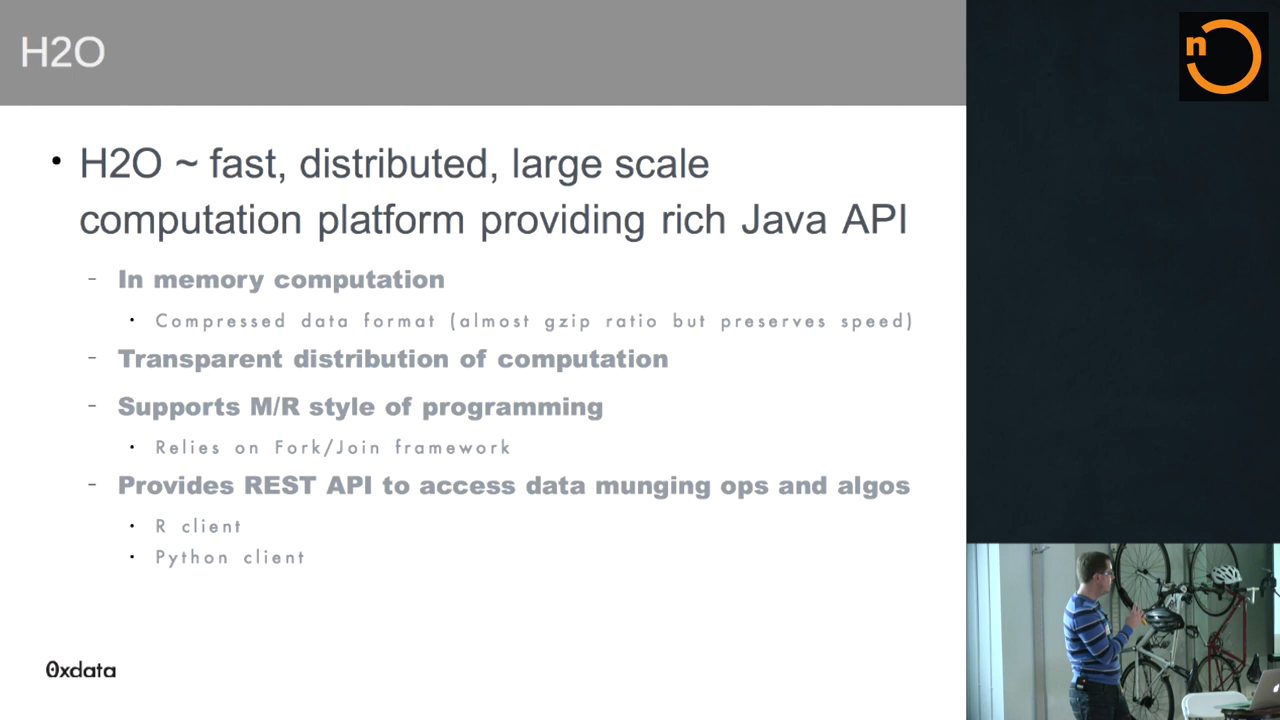 H2O
n
• H2O ~ fast, distributed, large scale
computation platform providing rich Java API
- In memory computation
• Compressed data format (almost gzip ratio but preserves speed)
- Transparent distribution of computation
- Supports M/R style of programming
• Relies on Fork/Join framework
- Provides REST API to access data munging ops and algos
• R client
• Python client
0xdata